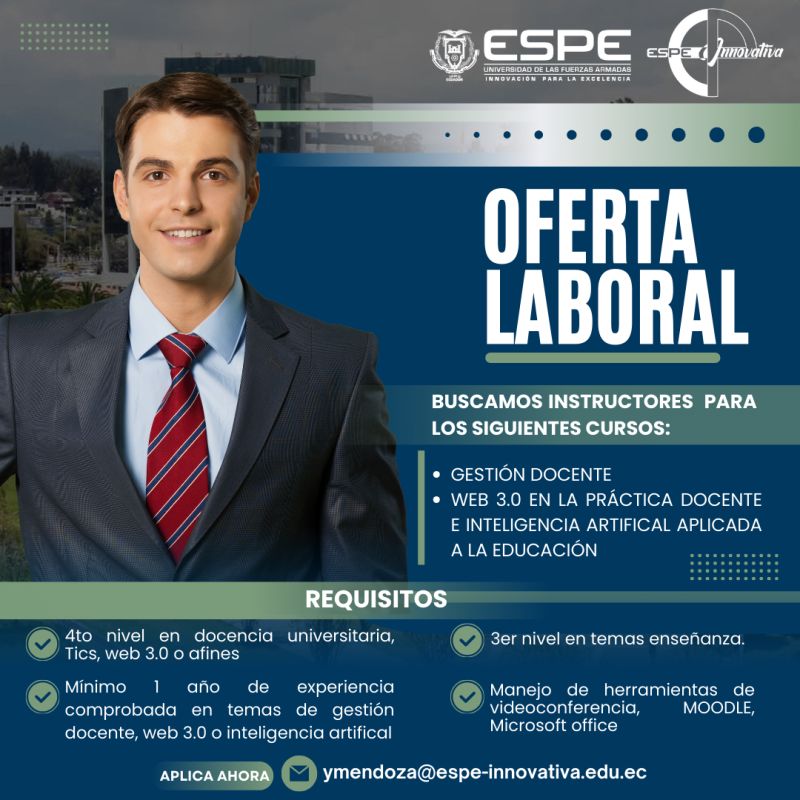 ESPE
UNIVERSIDAD DE LAS FUERZAS ARMADAS
INNOVACIÓN PARA LA EXCELENCIA
ESPE Innovativa
OFERTA
LABORAL
BUSCAMOS INSTRUCTORES PARA
LOS SIGUIENTES CURSOS:
• GESTIÓN DOCENTE
• WEB 3.0 EN LA PRÁCTICA DOCENTE
E INTELIGENCIA ARTIFICAL APLICADA
A LA EDUCACIÓN
REQUISITOS
4to nivel en docencia universitaria,
Tics, web 3.0 o afines
Mínimo 1 año de experiencia
comprobada en temas de gestión
docente, web 3.0 o inteligencia artifical
3er nivel en temas enseñanza.
Manejo de herramientas de
videoconferencia, MOODLE,
Microsoft office
APLICA AHORA
ymendoza@espe-innovativa.edu.ec